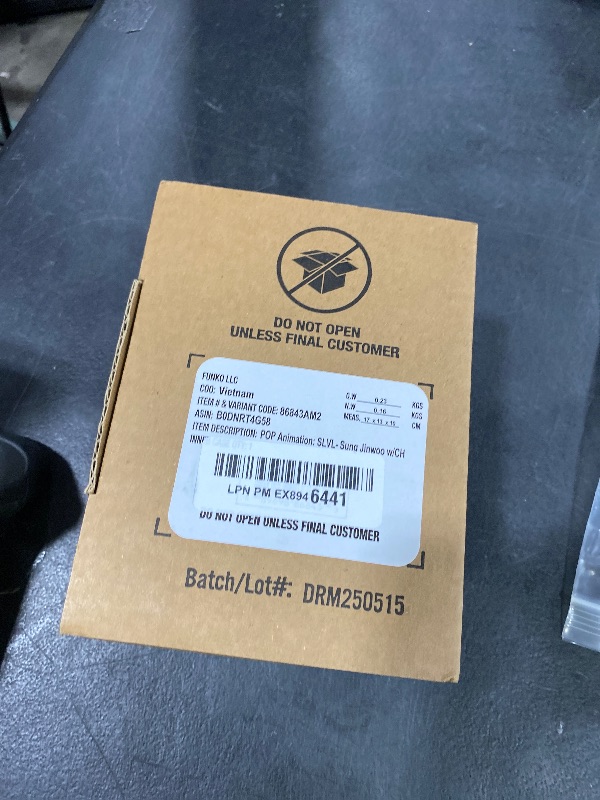 DO NOT OPEN
UNLESS FINAL CUSTOMER
FUNKO LLC
COO: Vietnam
ITEM # & VARIANT CODE: 86843AM2
ASIN: B0DNRT4G58
ITEM DESCRIPTION: POP Animation: SLVL- Sung Jinwoo w/CH
G.W 0.23 KGS
N.W 0.16 KGS
MEAS. 17 x 13 x 10 CM
LPN PM EX894 6441
DO NOT OPEN UNLESS FINAL CUSTOMER
Batch/Lot#: DRM250515